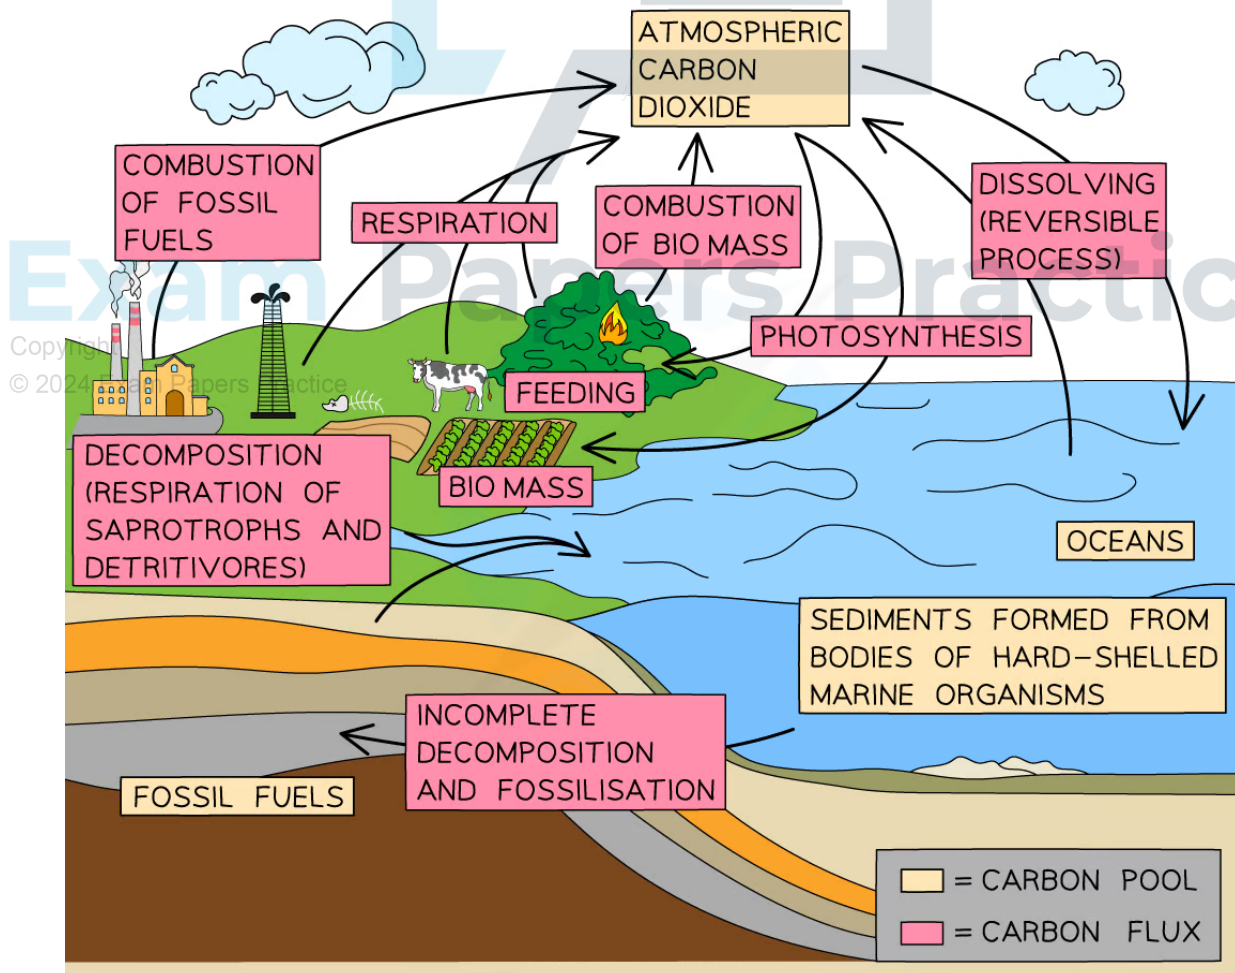 ATMOSPHERIC
CARBON
DIOXIDE
COMBUSTION
OF FOSSIL
FUELS
RESPIRATION
COMBUSTION
OF BIO MASS
DISSOLVING
(REVERSIBLE
PROCESS)
Exam Papers Practic
Copyright
© 2024 Exam Papers Practice
PHOTOSYNTHESIS
FEEDING
DECOMPOSITION
(RESPIRATION OF
SAPROTROPHS AND
DETRITIVORES)
BIO MASS
OCEANS
SEDIMENTS FORMED FROM
BODIES OF HARD-SHELLED
MARINE ORGANISMS
INCOMPLETE
DECOMPOSITION
AND FOSSILISATION
FOSSIL FUELS
= CARBON POOL
= CARBON FLUX